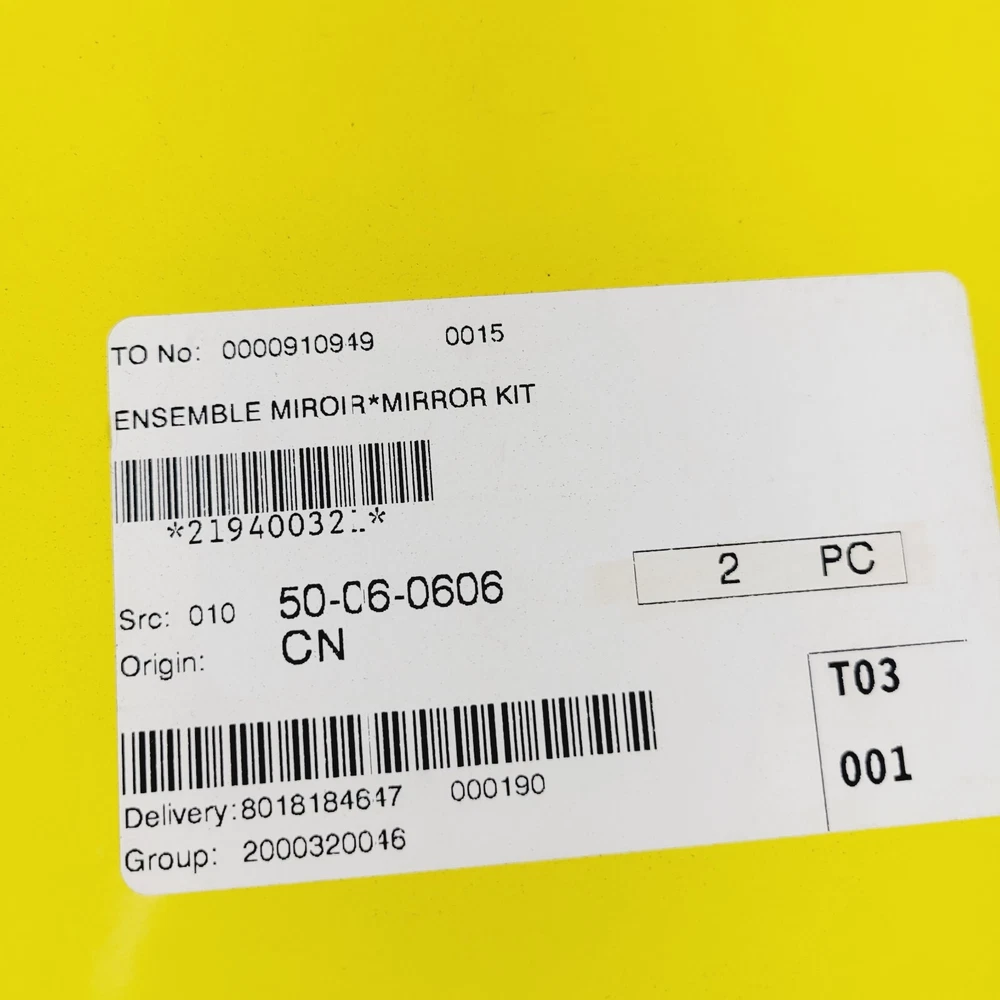 TO No: 0000910949 0015
ENSEMBLE MIROIR*MIRROR KIT
2 PC
Src: 010 50-06-0606
Origin: CN
T03
001
Delivery:8018184647 000190
Group: 2000320046